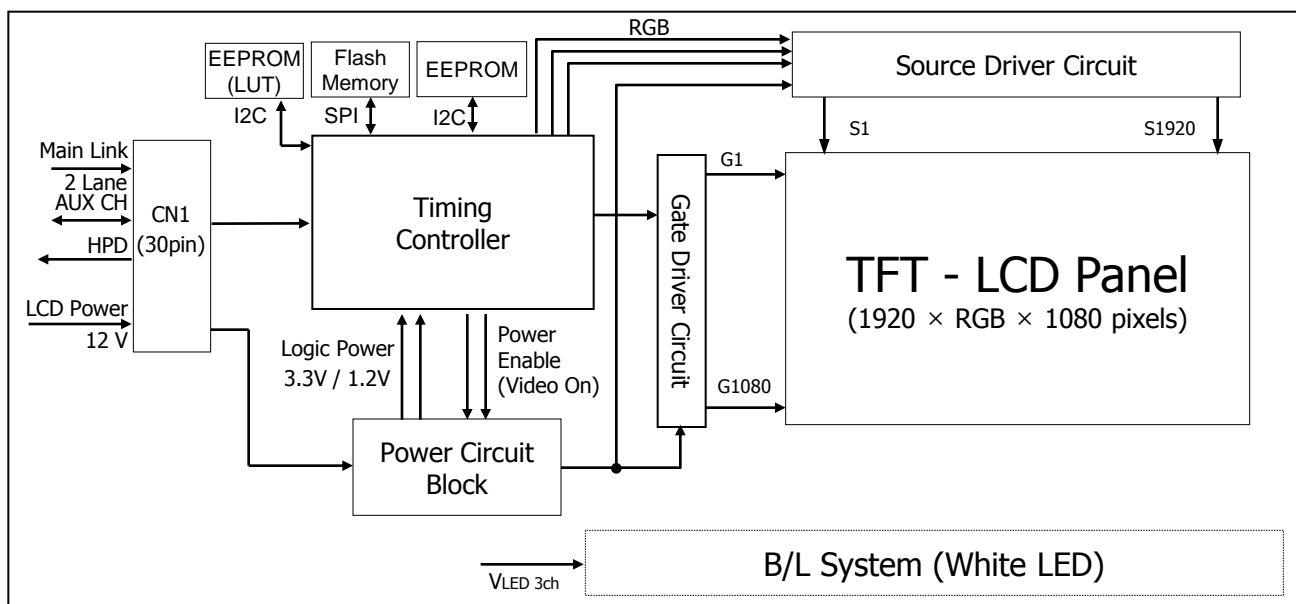 RGB
EEPROM
(LUT)
Flash
Memory
EEPROM
Source Driver Circuit
I2C
SPI
I2C
S1
S1920
Main Link
2 Lane
AUX CH
HPD
LCD Power
12 V
CN1
(30pin)
Timing
Controller
G1
Gate Driver Circuit
G1080
TFT - LCD Panel
(1920 × RGB × 1080 pixels)
Logic Power
3.3V / 1.2V
Power
Enable
(Video On)
Power Circuit
Block
VLED 3ch
B/L System (White LED)